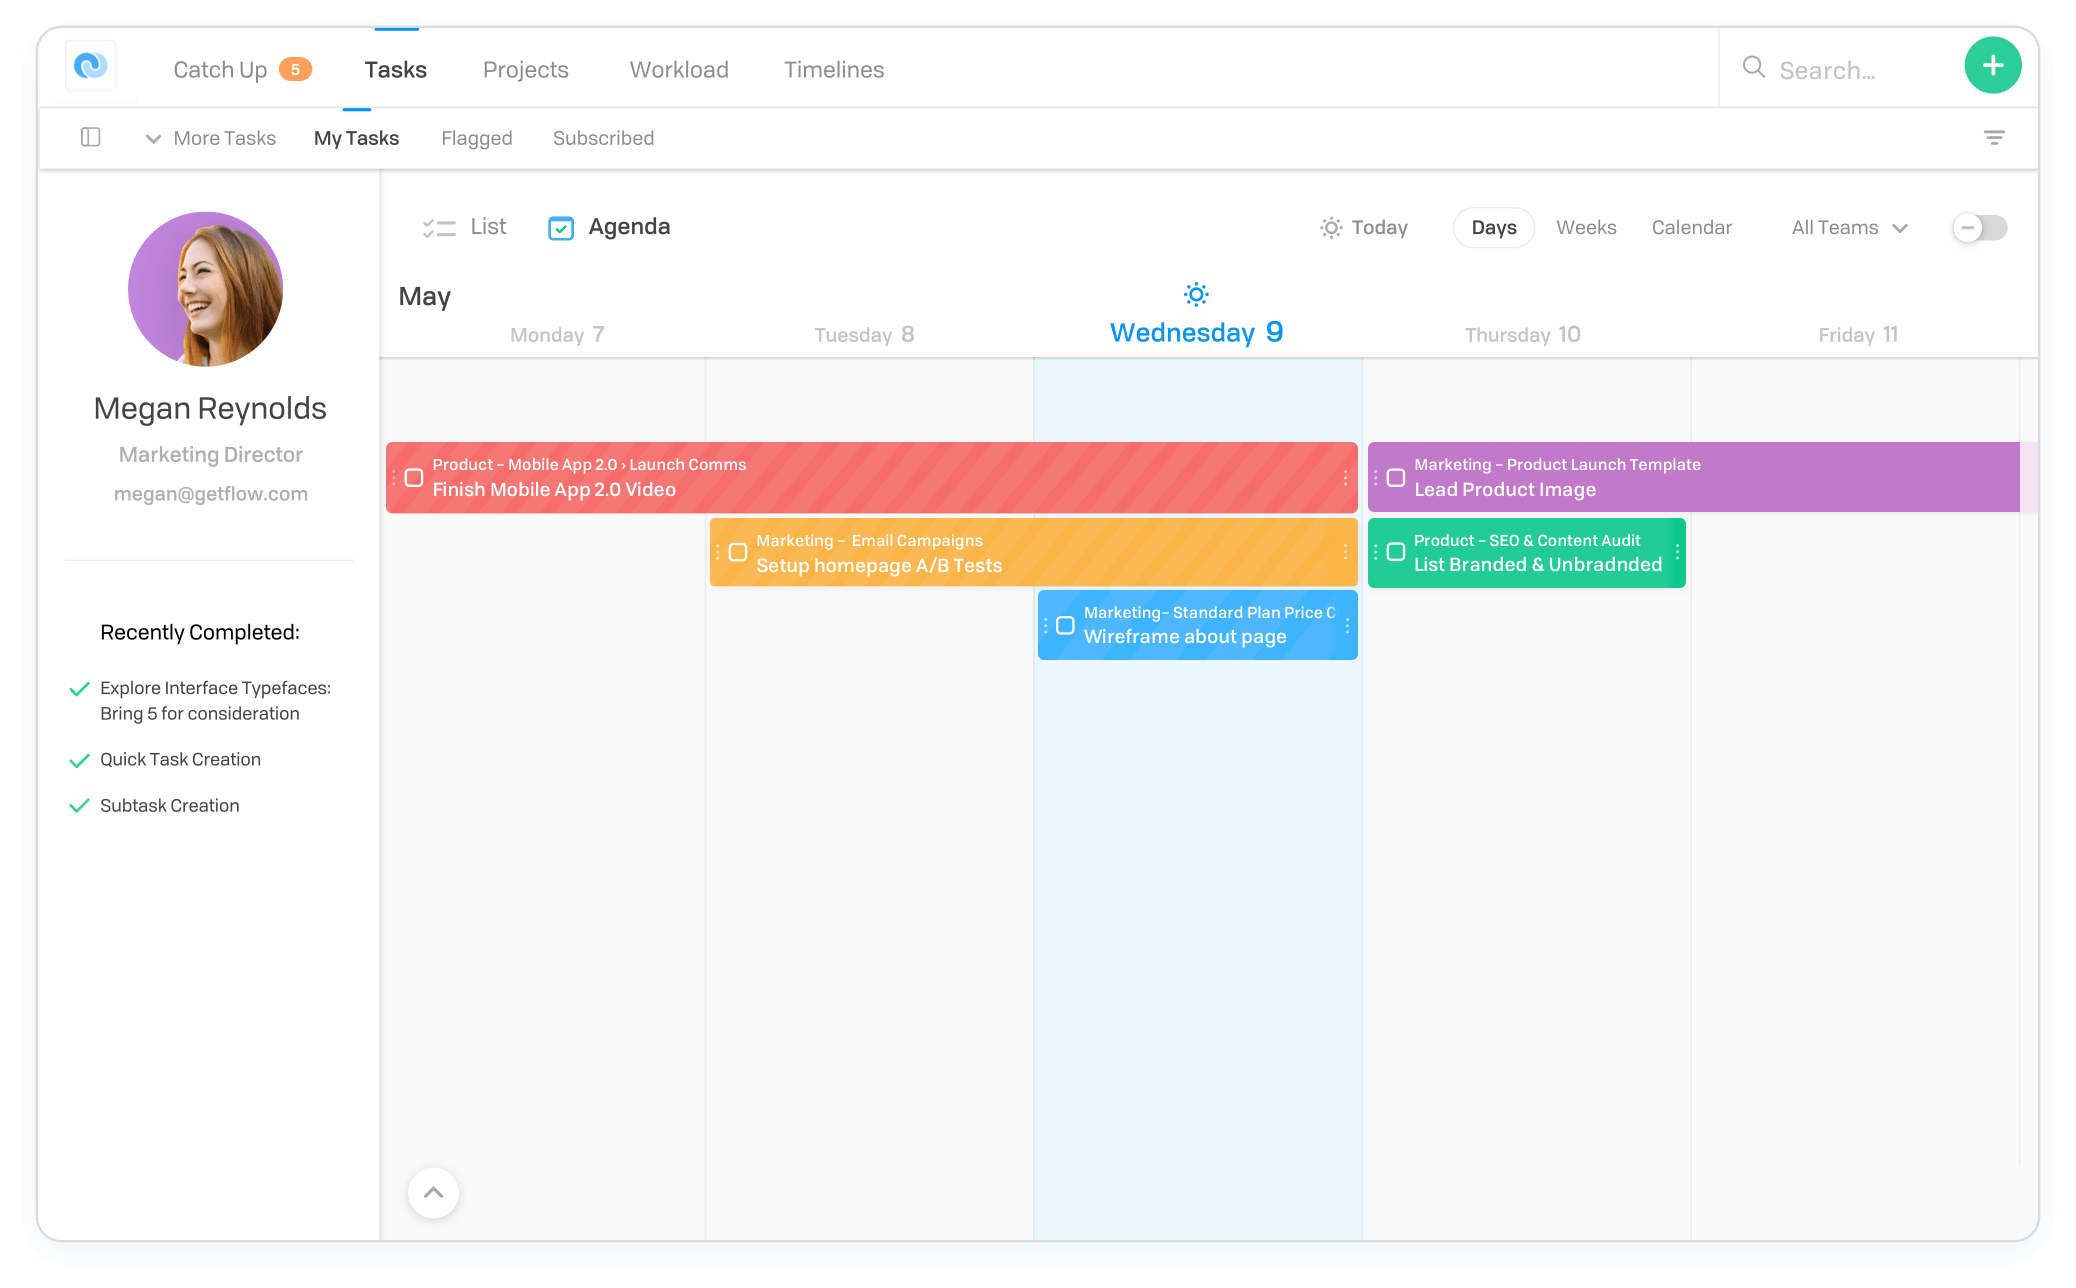 Catch Up 5 Tasks Projects Workload Timelines Search...
More Tasks My Tasks Flagged Subscribed
Megan Reynolds
Marketing Director
megan@getflow.com
Recently Completed:
Explore Interface Typefaces:
Bring 5 for consideration
Quick Task Creation
Subtask Creation
List Agenda Today Days Weeks Calendar All Teams
May
Monday 7 Tuesday 8 Wednesday 9 Thursday 10 Friday 11
Product - Mobile App 2.0 › Launch Comms
Finish Mobile App 2.0 Video
Marketing - Product Launch Template
Lead Product Image
Marketing - Email Campaigns
Setup homepage A/B Tests
Product - SEO & Content Audit
List Branded & Unbradnded
Marketing- Standard Plan Price C
Wireframe about page